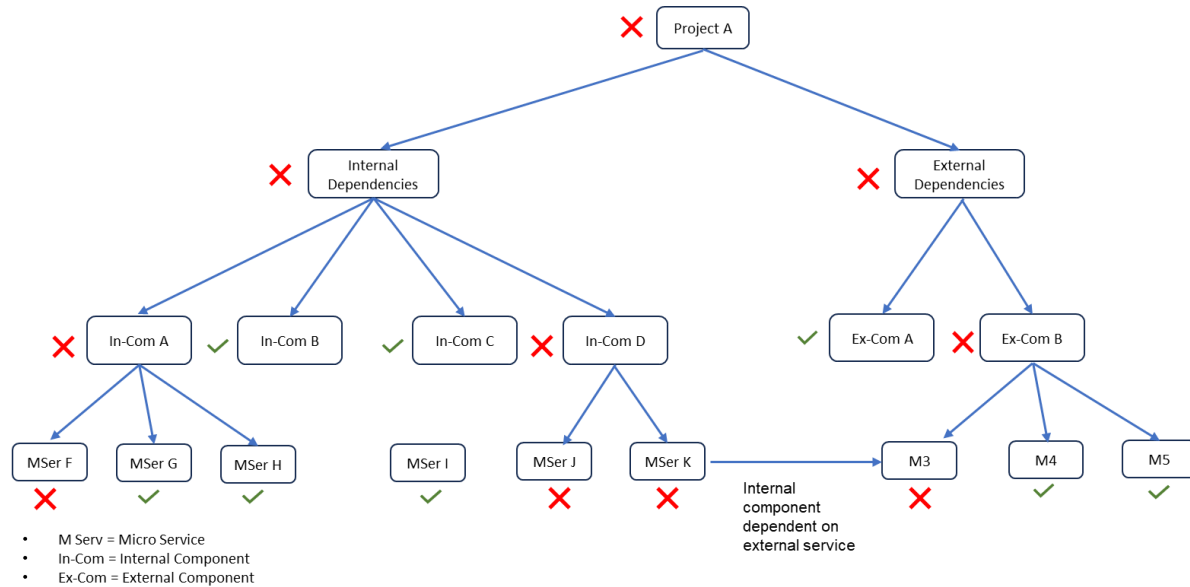 Project A
Internal
Dependencies
External
Dependencies
In-Com A
In-Com B
In-Com C
In-Com D
Ex-Com A
Ex-Com B
MSer F
MSer G
MSer H
MSer I
MSer J
MSer K
M3
M4
M5
Internal
component
dependent on
external service
• M Serv = Micro Service
• In-Com = Internal Component
• Ex-Com = External Component